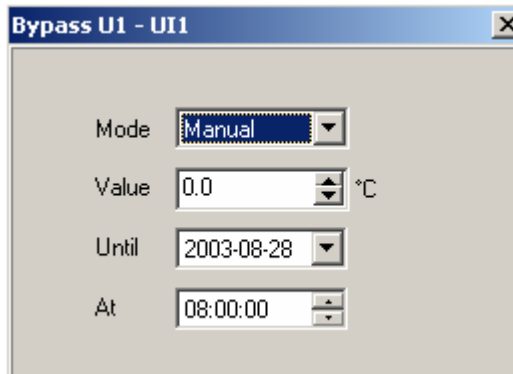 Bypass U1 - UI1
Mode Manual
Value 0.0 °C
Until 2003-08-28
At 08:00:00